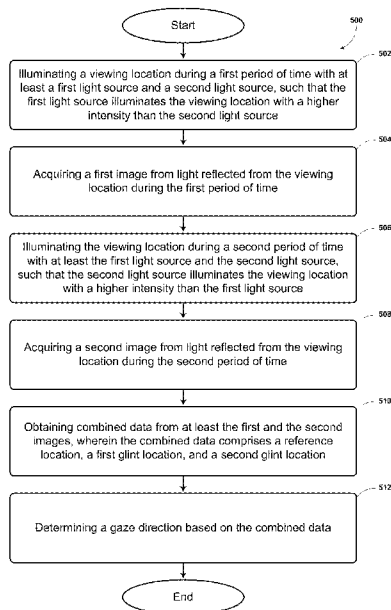 Start
500
502
Illuminating a viewing location during a first period of time with at
least a first light source and a second light source, such that the
first light source illuminates the viewing location with a higher
intensity than the second light source
504
Acquiring a first image from light reflected from the viewing
location during the first period of time
506
Illuminating the viewing location during a second period of time
with at least the first light source and the second light source,
such that the second light source illuminates the viewing location
with a higher intensity than the first light source
508
Acquiring a second image from light reflected from the viewing
location during the second period of time
510
Obtaining combined data from at least the first and the second
images, wherein the combined data comprises a reference
location, a first glint location, and a second glint location
512
Determining a gaze direction based on the combined data
End